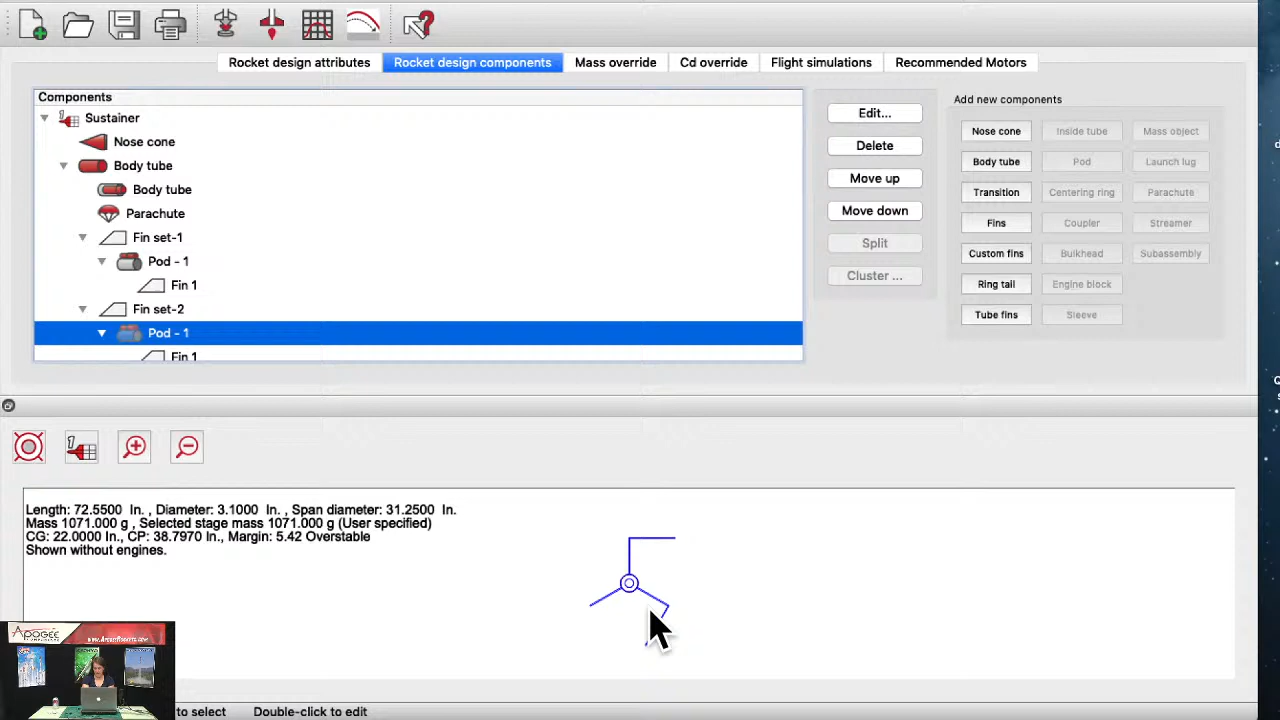 Rocket design attributes
Rocket design components
Mass override
Cd override
Flight simulations
Recommended Motors
Components
Sustainer
Nose cone
Body tube
Body tube
Parachute
Fin set-1
Pod - 1
Fin 1
Fin set-2
Pod - 1
Fin 1
Edit...
Delete
Move up
Move down
Split
Cluster ...
Add new components
Nose cone
Inside tube
Mass object
Body tube
Pod
Launch lug
Transition
Centering ring
Parachute
Fins
Coupler
Streamer
Custom fins
Bulkhead
Subassembly
Ring tail
Engine block
Tube fins
Sleeve
Length: 72.5500 In. , Diameter: 3.1000 In. , Span diameter: 31.2500 In.
Mass 1071.000 g , Selected stage mass 1071.000 g (User specified)
CG: 22.0000 In., CP: 38.7970 In., Margin: 5.42 Overstable
Shown without engines.
APOGEE
www.ApogeeRockets.com
to select
Double-click to edit